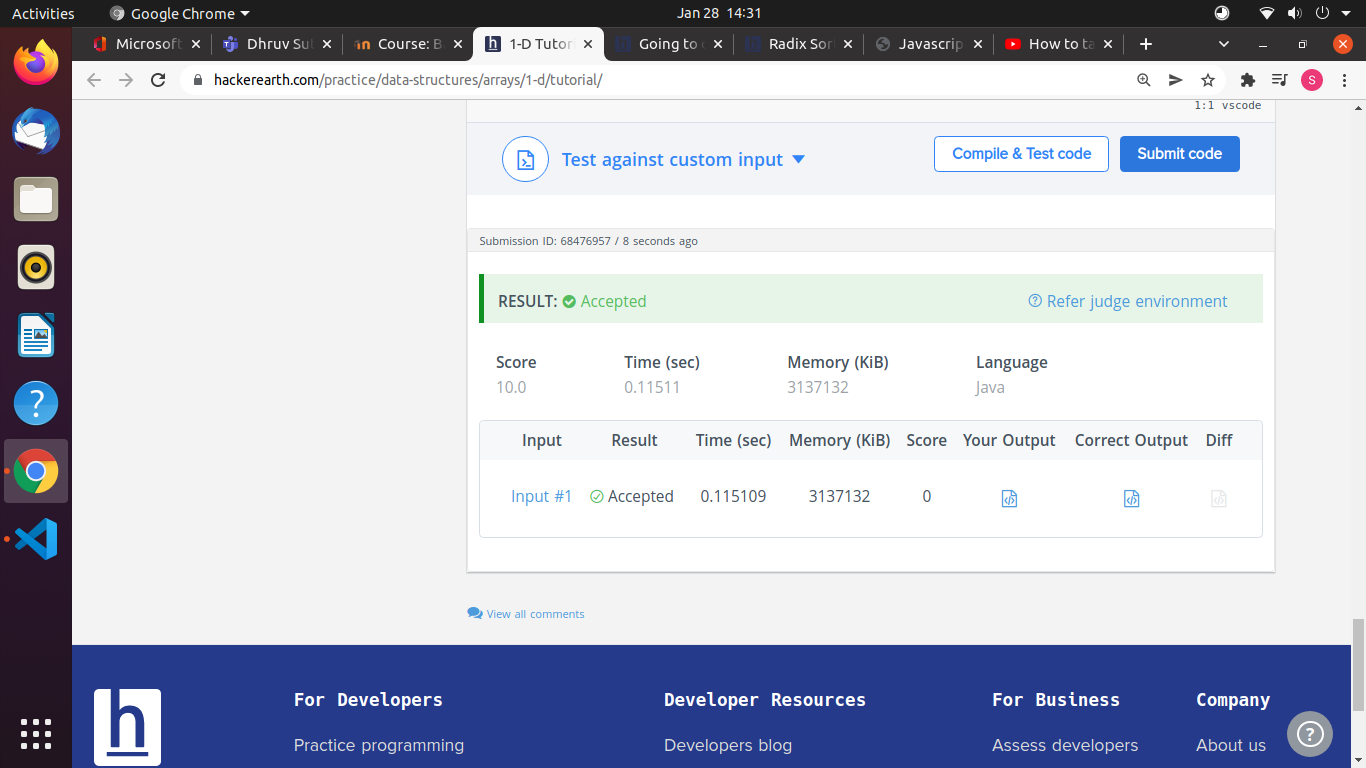 Activities Google Chrome Jan 28 14:31
Microsoft Dhruv Sut Course: B 1-D Tutor Going to Radix Sor Javascrip How to ta
hackerearth.com/practice/data-structures/arrays/1-d/tutorial/ S
1:1 vscode
Test against custom input Compile & Test code Submit code
Submission ID: 68476957 / 8 seconds ago
RESULT: Accepted Refer judge environment
Score Time (sec) Memory (KiB) Language
10.0 0.11511 3137132 Java
Input Result Time (sec) Memory (KiB) Score Your Output Correct Output Diff
Input #1 Accepted 0.115109 3137132 0
View all comments
h
For Developers Developer Resources For Business Company
Practice programming Developers blog Assess developers About us
?